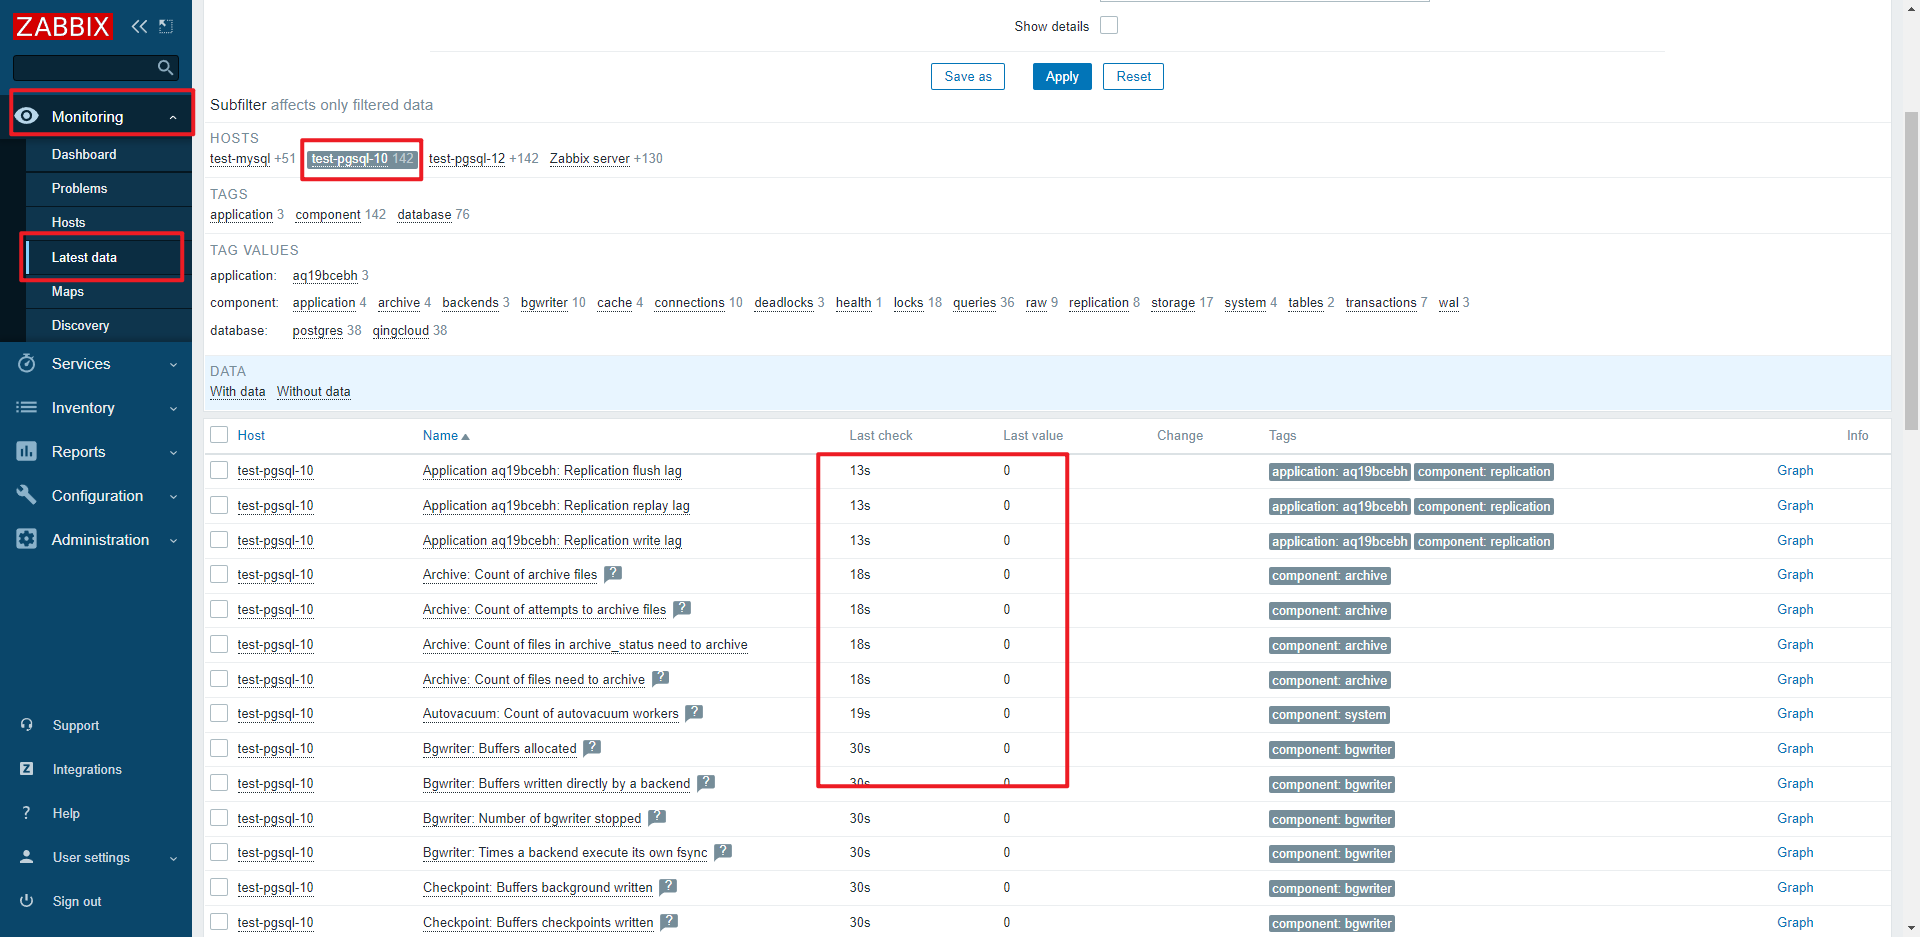 ZABBIX
Monitoring
Dashboard
Problems
Hosts
Latest data
Maps
Discovery
Services
Inventory
Reports
Configuration
Administration
Support
Integrations
Help
User settings
Sign out
Show details
Save as Apply Reset
Subfilter affects only filtered data
HOSTS
test-mysql +51 test-pgsql-10 142 test-pgsql-12 +142 Zabbix server +130
TAGS
application 3 component 142 database 76
TAG VALUES
application: aq19bcebh 3
component: application 4 archive 4 backends 3 bgwriter 10 cache 4 connections 10 deadlocks 3 health 1 locks 18 queries 36 raw 9 replication 8 storage 17 system 4 tables 2 transactions 7 wal 3
database: postgres 38 qingcloud 38
DATA
With data Without data
Host Name Last check Last value Change Tags Info
test-pgsql-10 Application aq19bcebh: Replication flush lag 13s 0 application: aq19bcebh component: replication Graph
test-pgsql-10 Application aq19bcebh: Replication replay lag 13s 0 application: aq19bcebh component: replication Graph
test-pgsql-10 Application aq19bcebh: Replication write lag 13s 0 application: aq19bcebh component: replication Graph
test-pgsql-10 Archive: Count of archive files ? 18s 0 component: archive Graph
test-pgsql-10 Archive: Count of attempts to archive files ? 18s 0 component: archive Graph
test-pgsql-10 Archive: Count of files in archive_status need to archive 18s 0 component: archive Graph
test-pgsql-10 Archive: Count of files need to archive ? 18s 0 component: archive Graph
test-pgsql-10 Autovacuum: Count of autovacuum workers ? 19s 0 component: system Graph
test-pgsql-10 Bgwriter: Buffers allocated ? 30s 0 component: bgwriter Graph
test-pgsql-10 Bgwriter: Buffers written directly by a backend ? 30s 0 component: bgwriter Graph
test-pgsql-10 Bgwriter: Number of bgwriter stopped ? 30s 0 component: bgwriter Graph
test-pgsql-10 Bgwriter: Times a backend execute its own fsync ? 30s 0 component: bgwriter Graph
test-pgsql-10 Checkpoint: Buffers background written ? 30s 0 component: bgwriter Graph
test-pgsql-10 Checkpoint: Buffers checkpoints written ? 30s 0 component: bgwriter Graph